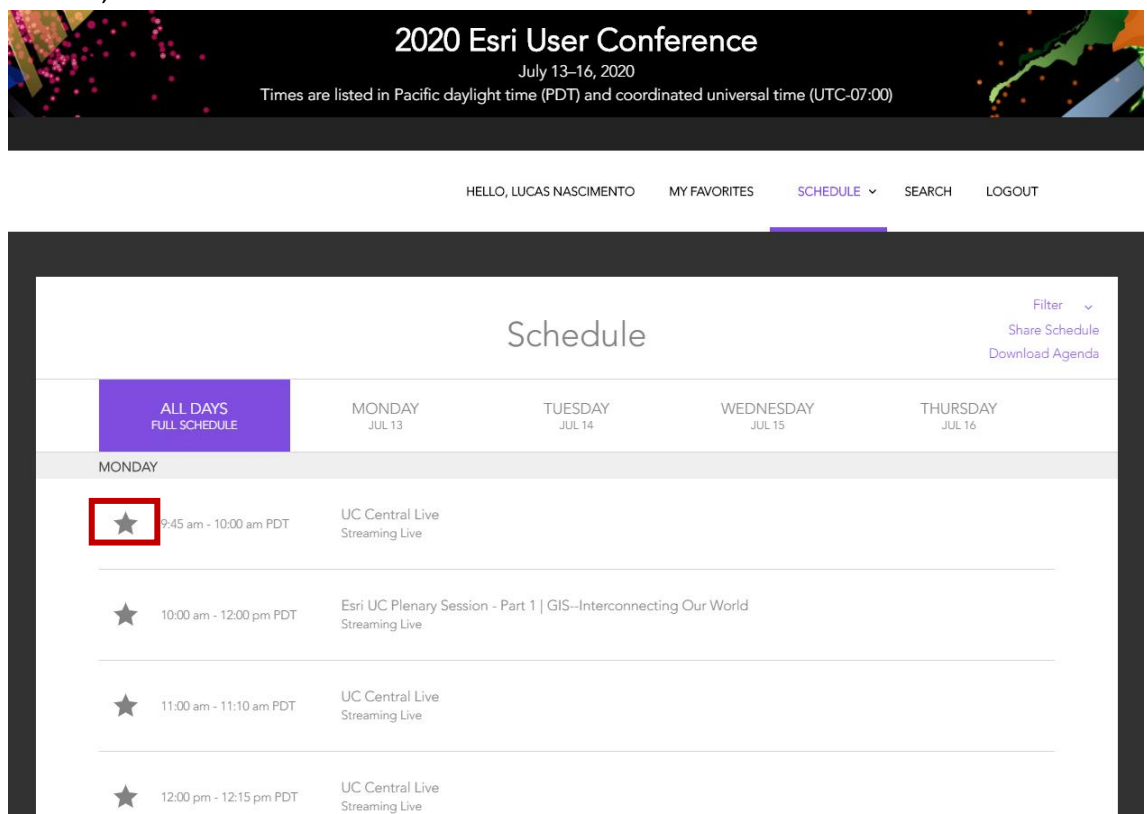 2020 Esri User Conference
July 13–16, 2020
Times are listed in Pacific daylight time (PDT) and coordinated universal time (UTC-07:00)
HELLO, LUCAS NASCIMENTO MY FAVORITES SCHEDULE SEARCH LOGOUT
Filter
Schedule
Share Schedule
Download Agenda
ALL DAYS MONDAY TUESDAY WEDNESDAY THURSDAY
FULL SCHEDULE JUL 13 JUL 14 JUL 15 JUL 16
MONDAY
9:45 am - 10:00 am PDT UC Central Live
Streaming Live
10:00 am - 12:00 pm PDT Esri UC Plenary Session - Part 1 | GIS--Interconnecting Our World
Streaming Live
11:00 am - 11:10 am PDT UC Central Live
Streaming Live
12:00 pm - 12:15 pm PDT UC Central Live
Streaming Live